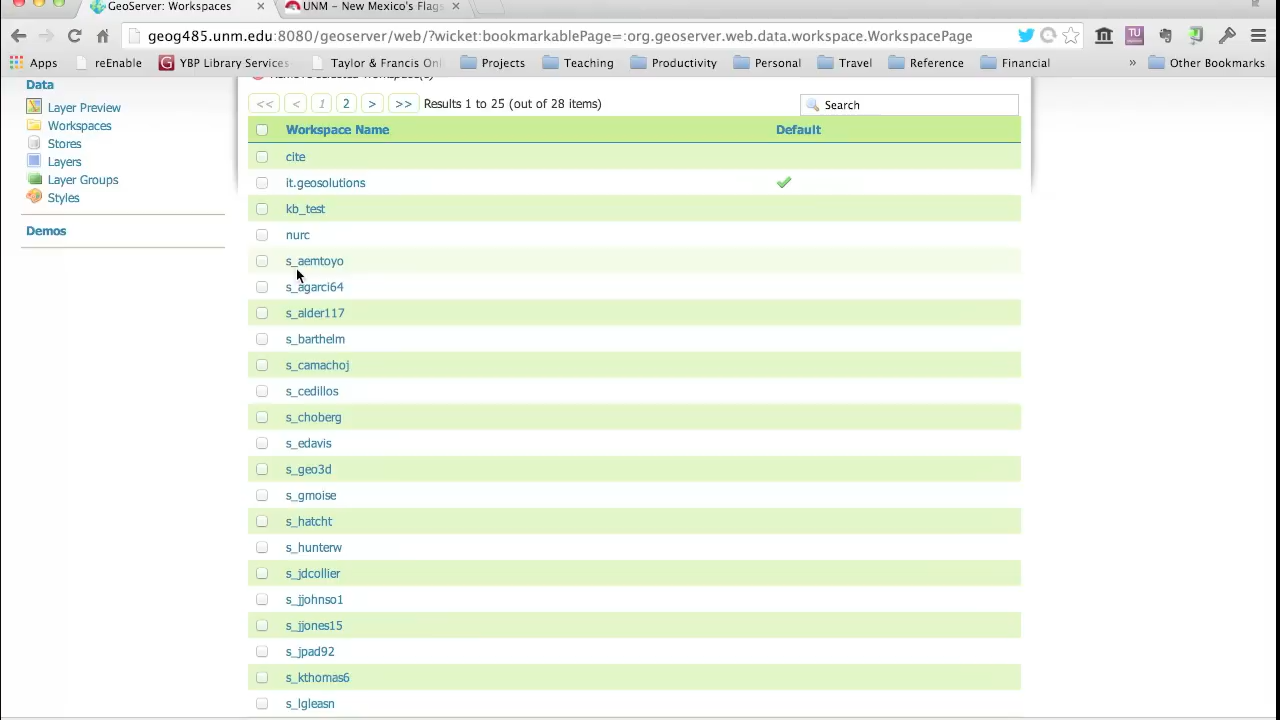 GeoServer: Workspaces × UNM – New Mexico's Flags ×
geog485.unm.edu:8080/geoserver/web/?wicket:bookmarkablePage=:org.geoserver.web.data.workspace.WorkspacePage
Apps reEnable YBP Library Services Taylor & Francis On Projects Teaching Productivity Personal Travel Reference Financial » Other Bookmarks
Data
Layer Preview
Workspaces
Stores
Layers
Layer Groups
Styles
Demos
<< < 1 2 > >> Results 1 to 25 (out of 28 items) Search
Workspace Name Default
cite
it.geosolutions
kb_test
nurc
s_aemtoyo
s_agarci64
s_alder117
s_barthelm
s_camachoj
s_cedillos
s_choberg
s_edavis
s_geo3d
s_gmoise
s_hatcht
s_hunterw
s_jdcollier
s_jjohnso1
s_jjones15
s_jpad92
s_kthomas6
s_lgleasn